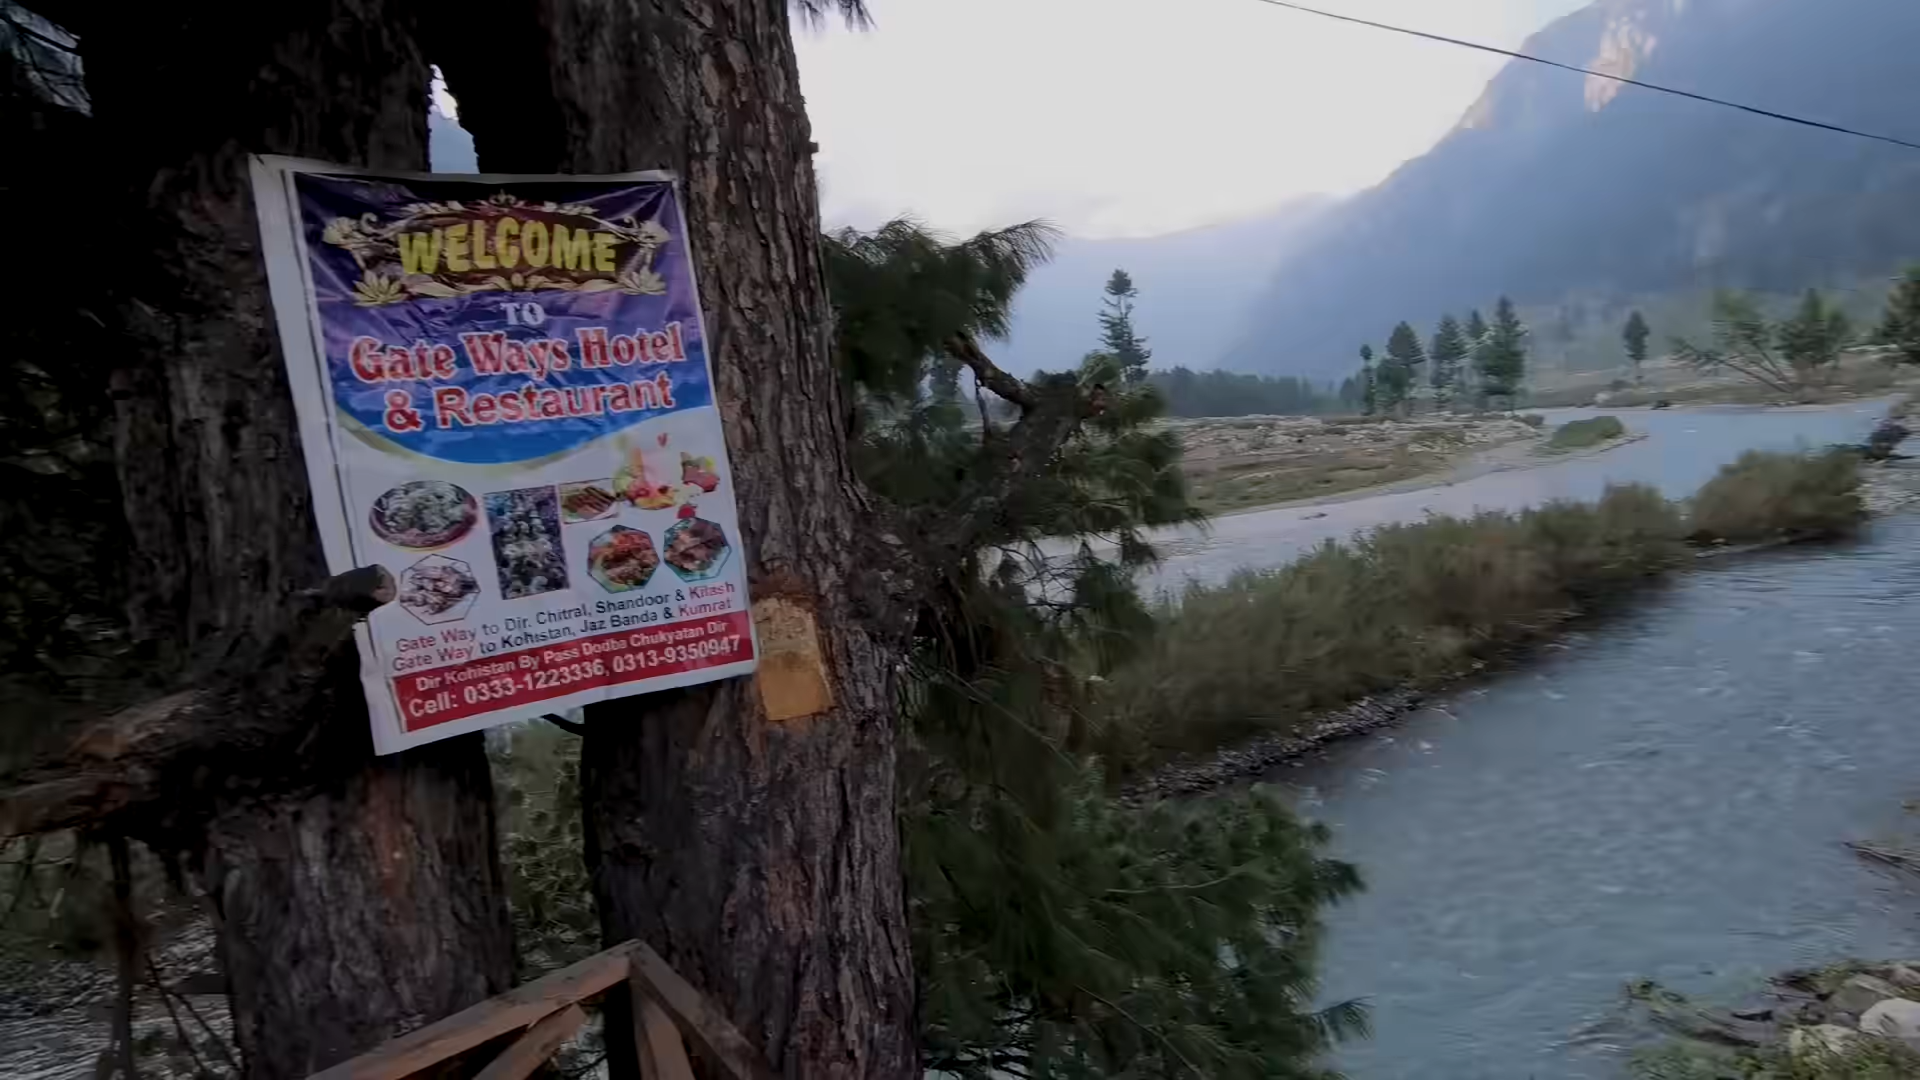 WELCOME
TO
Gate Ways Hotel
& Restaurant
Gate Way to Dir. Chitral, Shandoor & Kilash
Gate Way to Kohistan, Jaz Banda & Kumrat
Dir Kohistan By Pass Dodba Chukyatan Dir
Cell: 0333-1223336, 0313-9350947